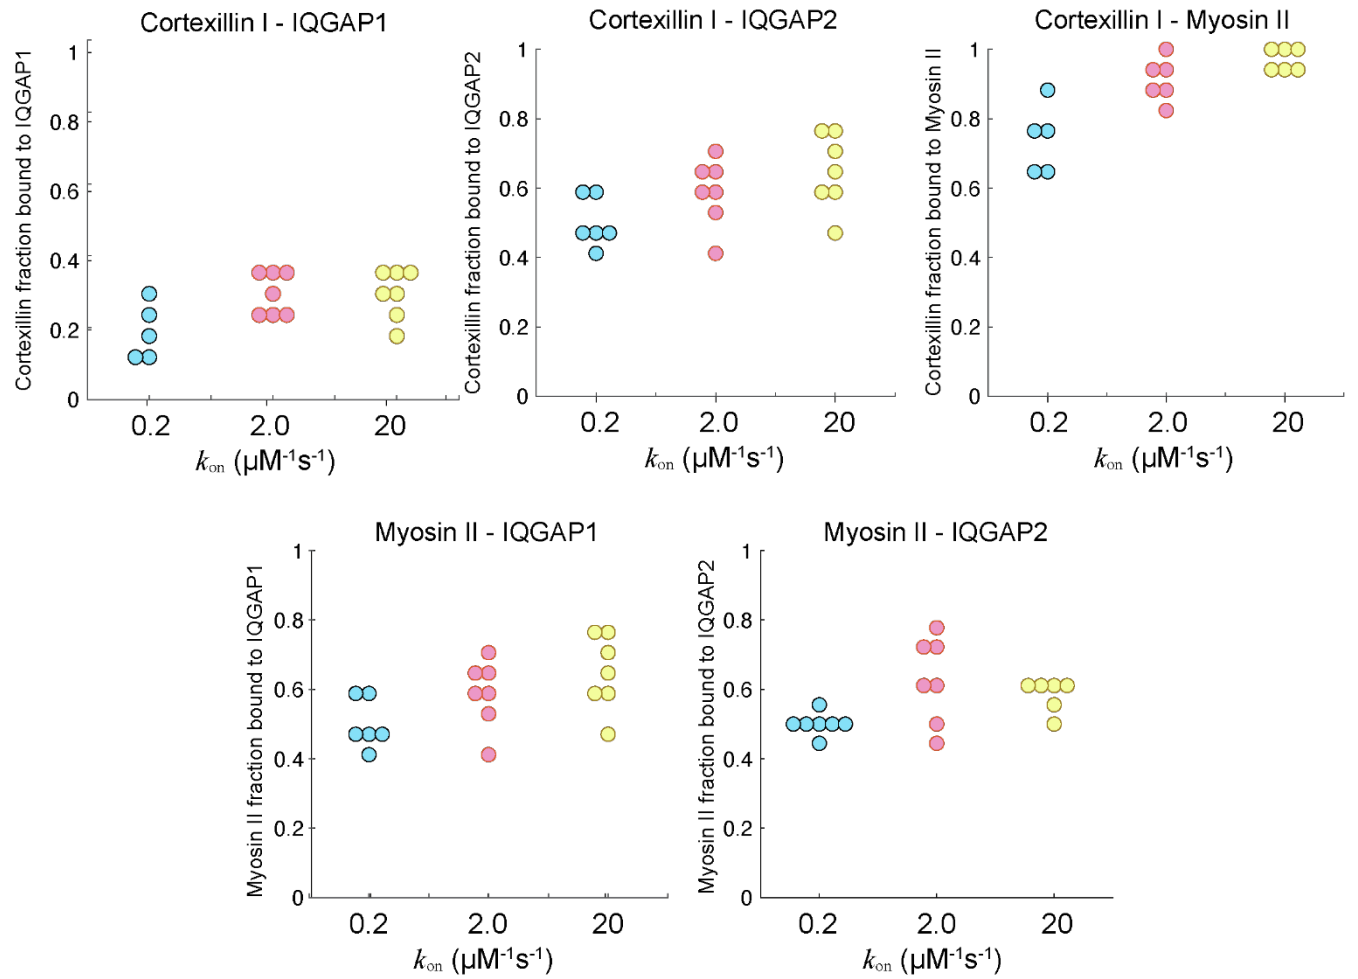 Cortexillin I - IQGAP1
Cortexillin fraction bound to IQGAP1
1
0.8
0.6
0.4
0.2
0
0.2 2.0 20
kon (µM-1s-1)
Cortexillin I - IQGAP2
Cortexillin fraction bound to IQGAP2
1
0.8
0.6
0.4
0.2
0
0.2 2.0 20
kon (µM-1s-1)
Cortexillin I - Myosin II
Cortexillin fraction bound to Myosin II
1
0.8
0.6
0.4
0.2
0
0.2 2.0 20
kon (µM-1s-1)
Myosin II - IQGAP1
Myosin II fraction bound to IQGAP1
1
0.8
0.6
0.4
0.2
0
0.2 2.0 20
kon (µM-1s-1)
Myosin II - IQGAP2
Myosin II fraction bound to IQGAP2
1
0.8
0.6
0.4
0.2
0
0.2 2.0 20
kon (µM-1s-1)